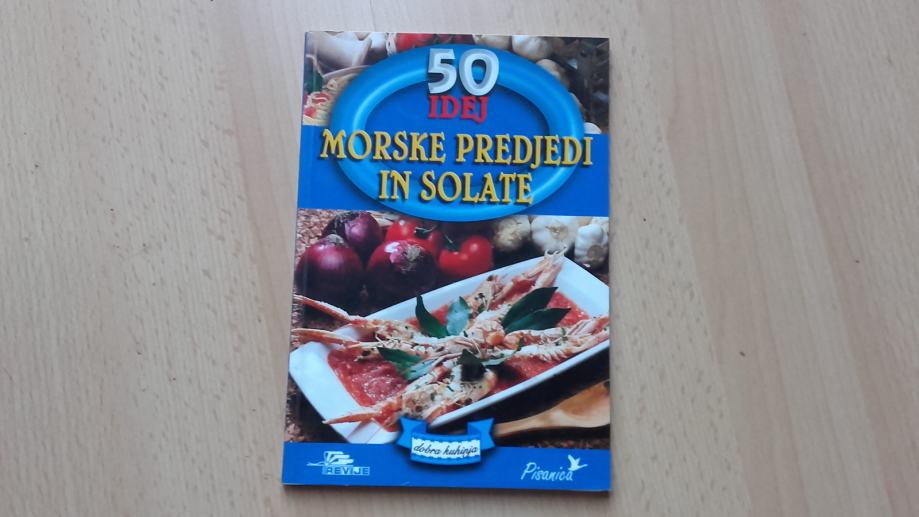 50
IDEJ
MORSKE PREDJEDI
IN SOLATE
dobra kuhinja
REVIJE
Pisanica